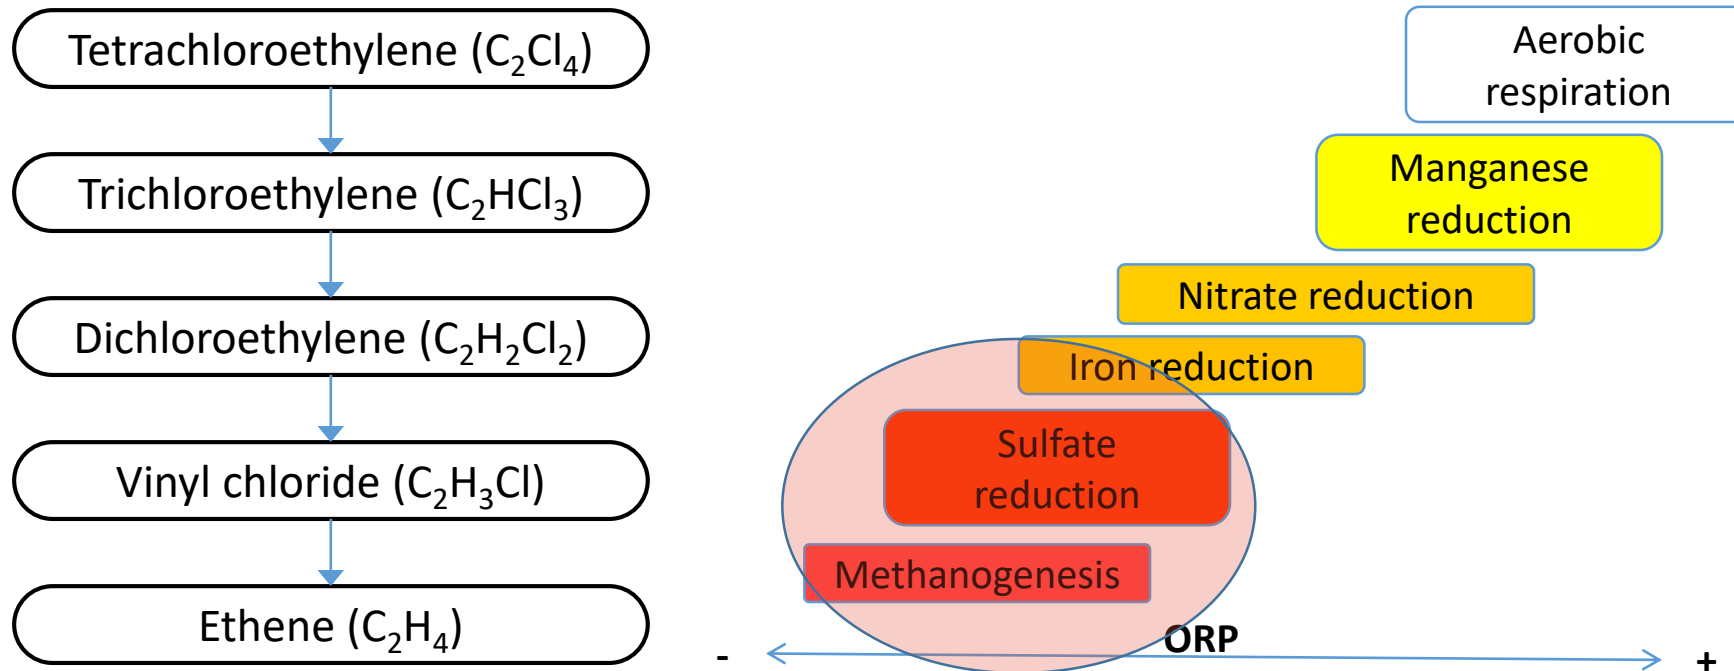 Tetrachloroethylene (C₂Cl₄)
Trichloroethylene (C₂HCl₃)
Dichloroethylene (C₂H₂Cl₂)
Vinyl chloride (C₂H₃Cl)
Ethene (C₂H₄)
Aerobic
respiration
Manganese
reduction
Nitrate reduction
Iron reduction
Sulfate
reduction
Methanogenesis
- ORP +